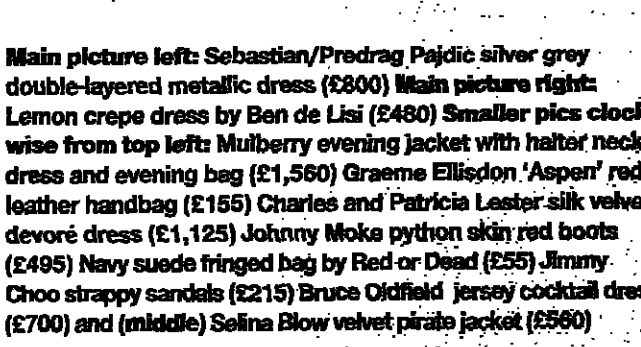 Main picture left: Sebastian/Predrag Pajdic silver grey
double-layered metallic dress (£800) Main picture right:
Lemon crepe dress by Ben de Lisi (£480) Smaller pics clock
wise from top left: Mulberry evening jacket with halter neck
dress and evening bag (£1,560) Graeme Ellisdon 'Aspen' red
leather handbag (£155) Charles and Patricia Lester silk velve
devoré dress (£1,125) Johnny Moke python skin red boots
(£495) Navy suede fringed bag by Red or Dead (£55) Jimmy
Choo strappy sandals (£215) Bruce Oldfield jersey cocktail dres
(£700) and (middle) Selina Blow velvet pirate jacket (£560)